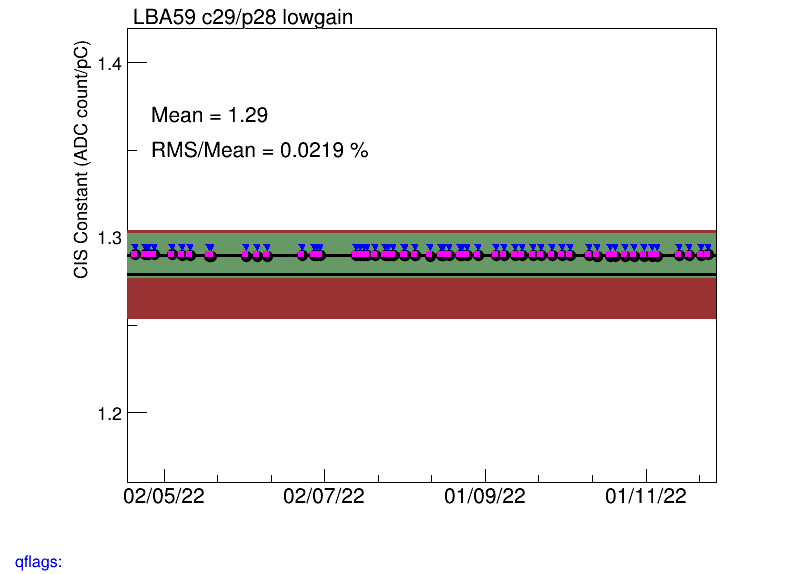 LBA59 c29/p28 lowgain
CIS Constant (ADC count/pC)
1.4
Mean = 1.29
RMS/Mean = 0.0219 %
1.3
1.2
02/05/22
02/07/22
01/09/22
01/11/22
qflags: